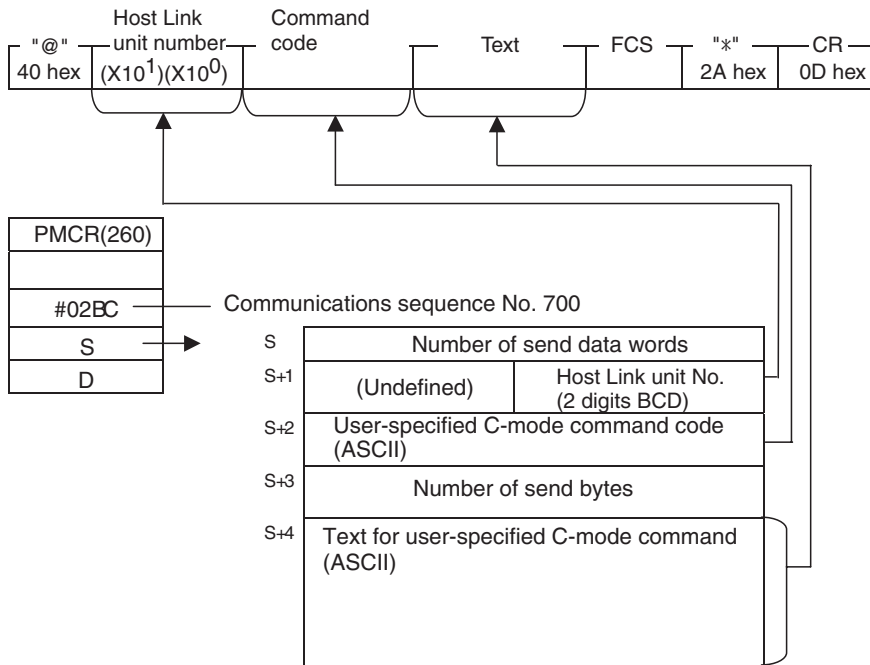 Host Link
unit number
Command
code
"@"
Text
FCS
"*"
CR
40 hex
(X10¹)(X10⁰)
2A hex
0D hex
PMCR(260)
#02BC
Communications sequence No. 700
S
D
S
Number of send data words
S+1
(Undefined)
Host Link unit No.
(2 digits BCD)
S+2
User-specified C-mode command code
(ASCII)
S+3
Number of send bytes
S+4
Text for user-specified C-mode command
(ASCII)